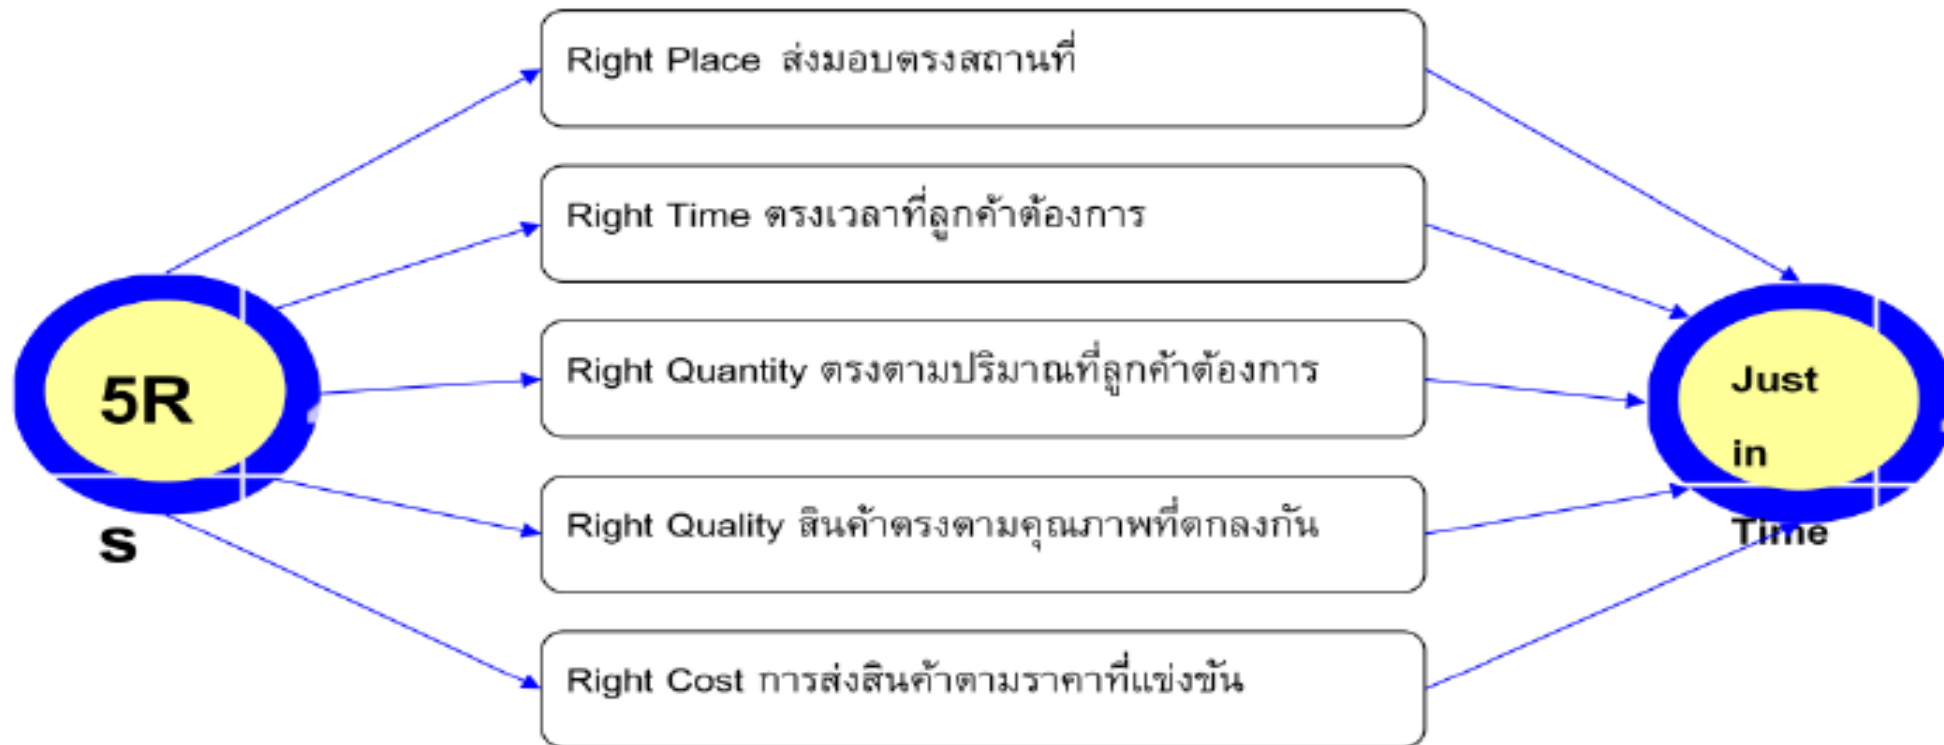 Right Place ส่งมอบตรงสถานที่
Right Time ตรงเวลาที่ลูกค้าต้องการ
5R
s
Right Quantity ตรงตามปริมาณที่ลูกค้าต้องการ
Right Quality สินค้าตรงตามคุณภาพที่ตกลงกัน
Right Cost การส่งสินค้าตามราคาที่แข่งขัน
Just
in
Time